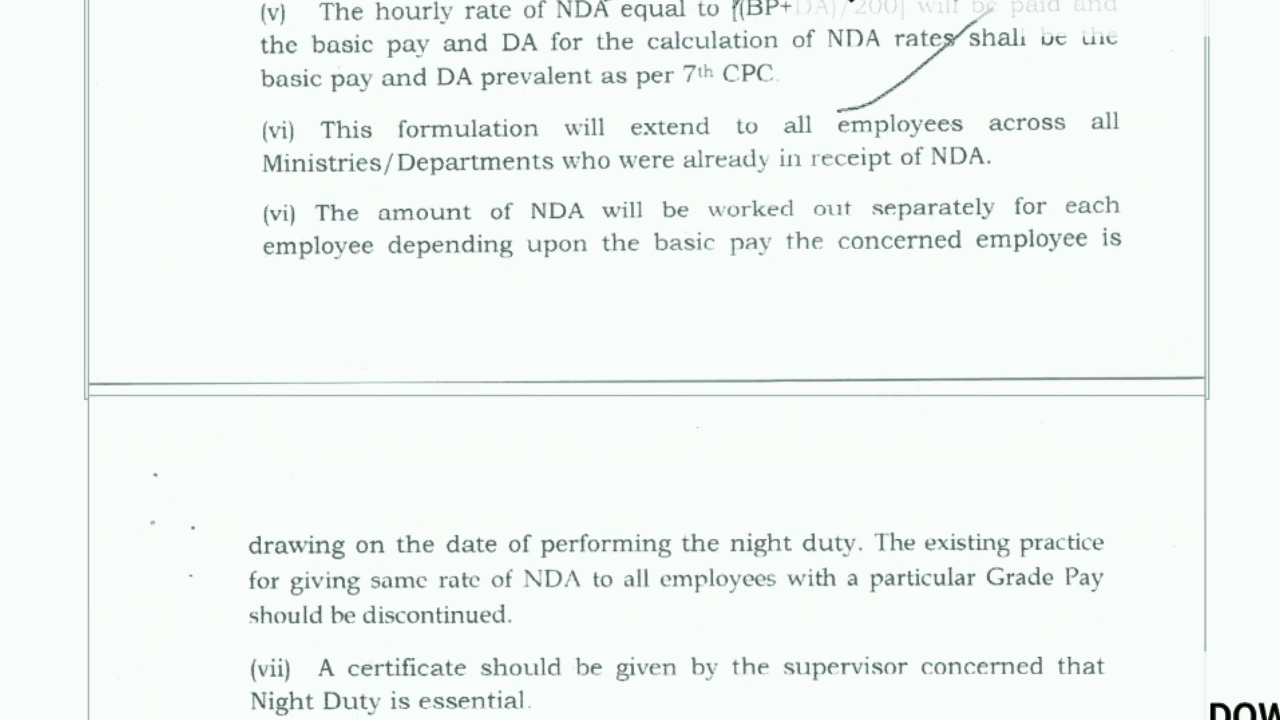 (v) The hourly rate of NDA equal to [(BP+DA)/200] will be paid and
the basic pay and DA for the calculation of NDA rates shall be the
basic pay and DA prevalent as per 7th CPC.
(vi) This formulation will extend to all employees across all
Ministries/Departments who were already in receipt of NDA.
(vi) The amount of NDA will be worked out separately for each
employee depending upon the basic pay the concerned employee is
drawing on the date of performing the night duty. The existing practice
for giving same rate of NDA to all employees with a particular Grade Pay
should be discontinued.
(vii) A certificate should be given by the supervisor concerned that
Night Duty is essential.